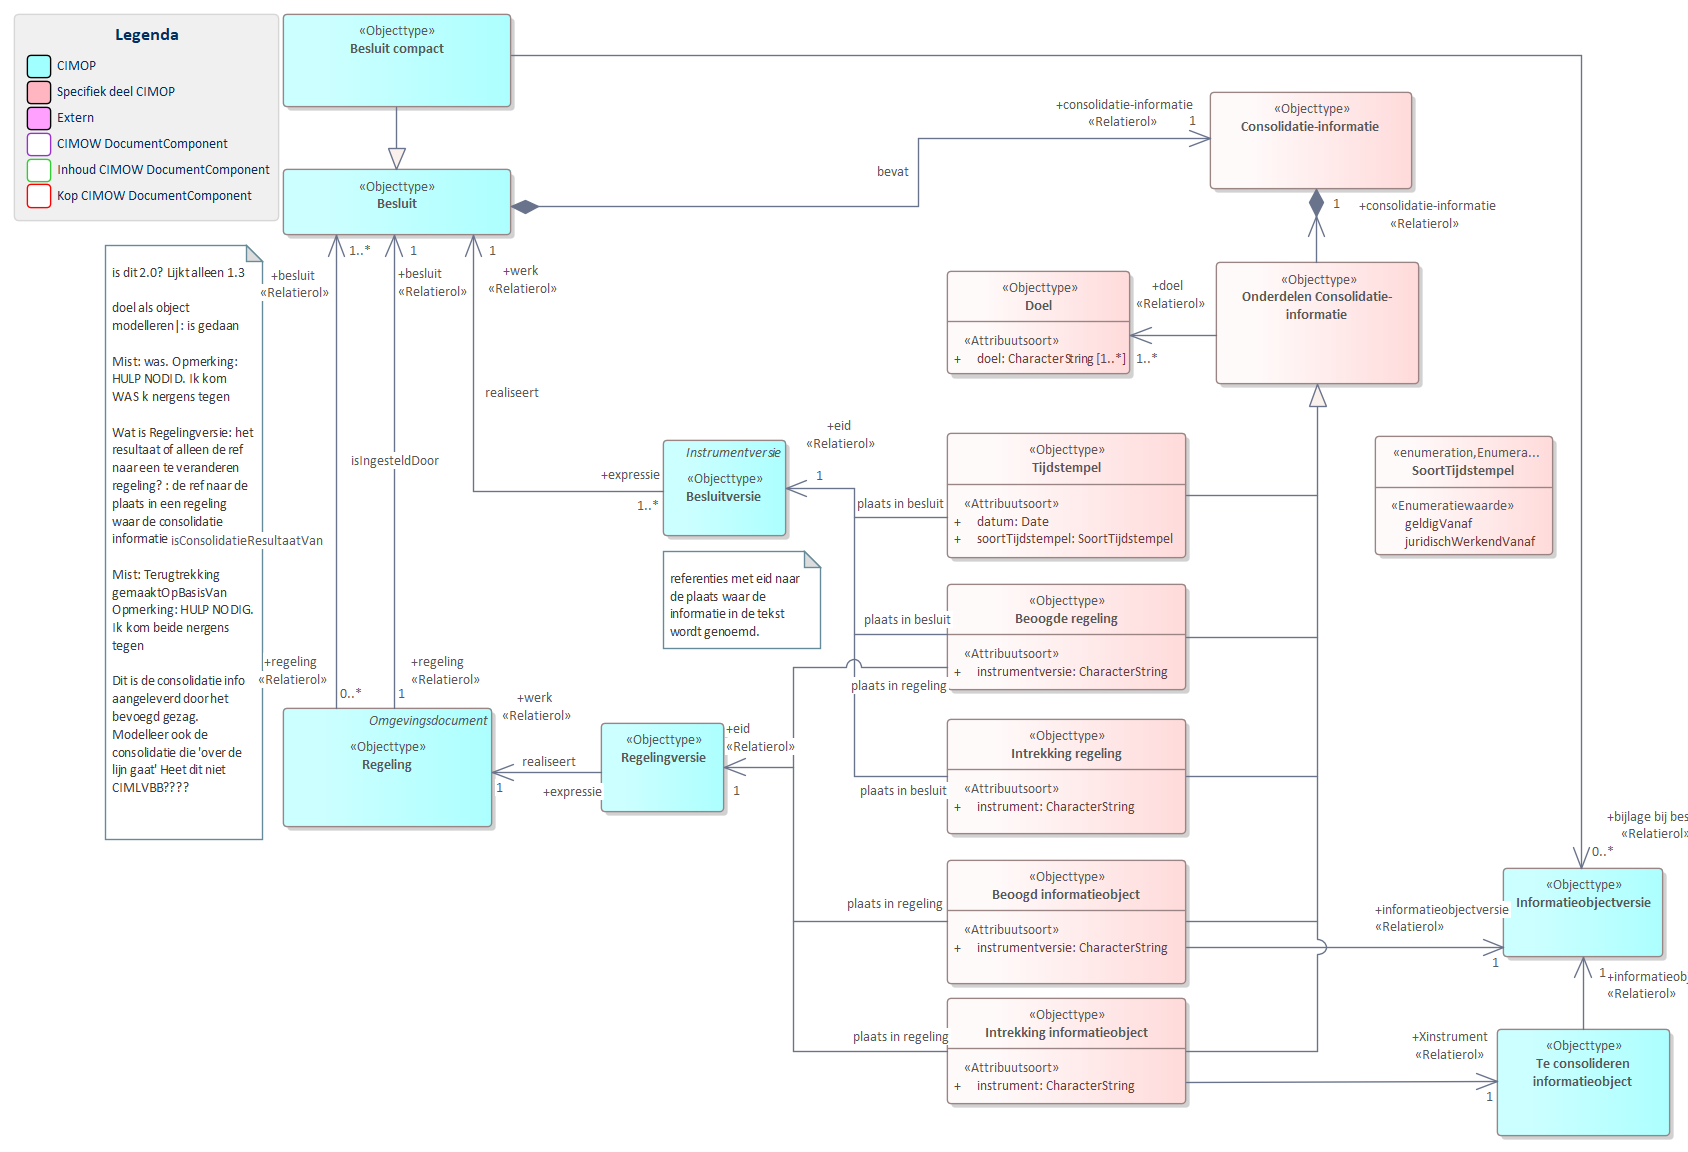 Legenda
CIMOP
Specifiek deel CIMOP
Extern
CIMOW DocumentComponent
Inhoud CIMOW DocumentComponent
Kop CIMOW DocumentComponent
«Objecttype»
Besluit compact
«Objecttype»
Besluit
bevat
+consolidatie-informatie
«Relatierol»
1
«Objecttype»
Consolidatie-informatie
1
+consolidatie-informatie
«Relatierol»
«Objecttype»
Onderdelen Consolidatie-
informatie
+doel
«Relatierol»
1..*
«Objecttype»
Doel
«Attribuutsoort»
+ doel: CharacterString [1..*]
is dit 2.0? Lijkt alleen 1.3
doel als object
modelleren|: is gedaan
Mist: was. Opmerking:
HULP NODID. Ik kom
WAS k nergens tegen
Wat is Regelingversie: het
resultaat of alleen de ref
naar een te veranderen
regeling? : de ref naar de
plaats in een regeling
waar de consolidatie
informatie
Mist: Terugtrekking
gemaaktOpBasisVan
Opmerking: HULP NODIG.
Ik kom beide nergens
tegen
Dit is de consolidatie info
aangeleverd door het
bevoegd gezag.
Modelleer ook de
consolidatie die 'over de
lijn gaat' Heet dit niet
CIMLVBB????
+besluit
«Relatierol»
1..*
+besluit
«Relatierol»
1
+werk
«Relatierol»
1
isIngesteldDoor
isConsolidatieResultaatVan
realiseert
+expressie
1..*
Instrumentversie
«Objecttype»
Besluitversie
+eid
«Relatierol»
1
referenties met eid naar
de plaats waar de
informatie in de tekst
wordt genoemd.
+regeling
«Relatierol»
0..*
+regeling
«Relatierol»
1
Omgevingsdocument
«Objecttype»
Regeling
+werk
«Relatierol»
1
realiseert
+expressie
«Objecttype»
Regelingversie
+eid
«Relatierol»
1
plaats in besluit
«Objecttype»
Tijdstempel
«Attribuutsoort»
+ datum: Date
+ soortTijdstempel: SoortTijdstempel
«enumeration,Enumera...
SoortTijdstempel
«Enumeratiewaarde»
geldigVanaf
juridischWerkendVanaf
plaats in besluit
plaats in regeling
«Objecttype»
Beoogde regeling
«Attribuutsoort»
+ instrumentversie: CharacterString
plaats in besluit
«Objecttype»
Intrekking regeling
«Attribuutsoort»
+ instrument: CharacterString
plaats in regeling
«Objecttype»
Beoogd informatieobject
«Attribuutsoort»
+ instrumentversie: CharacterString
plaats in regeling
«Objecttype»
Intrekking informatieobject
«Attribuutsoort»
+ instrument: CharacterString
+bijlage bij bes
«Relatierol»
0..*
«Objecttype»
Informatieobjectversie
+informatieobjectversie
«Relatierol»
1
1
+informatieobj
«Relatierol»
+Xinstrument
«Relatierol»
1
«Objecttype»
Te consolideren
informatieobject